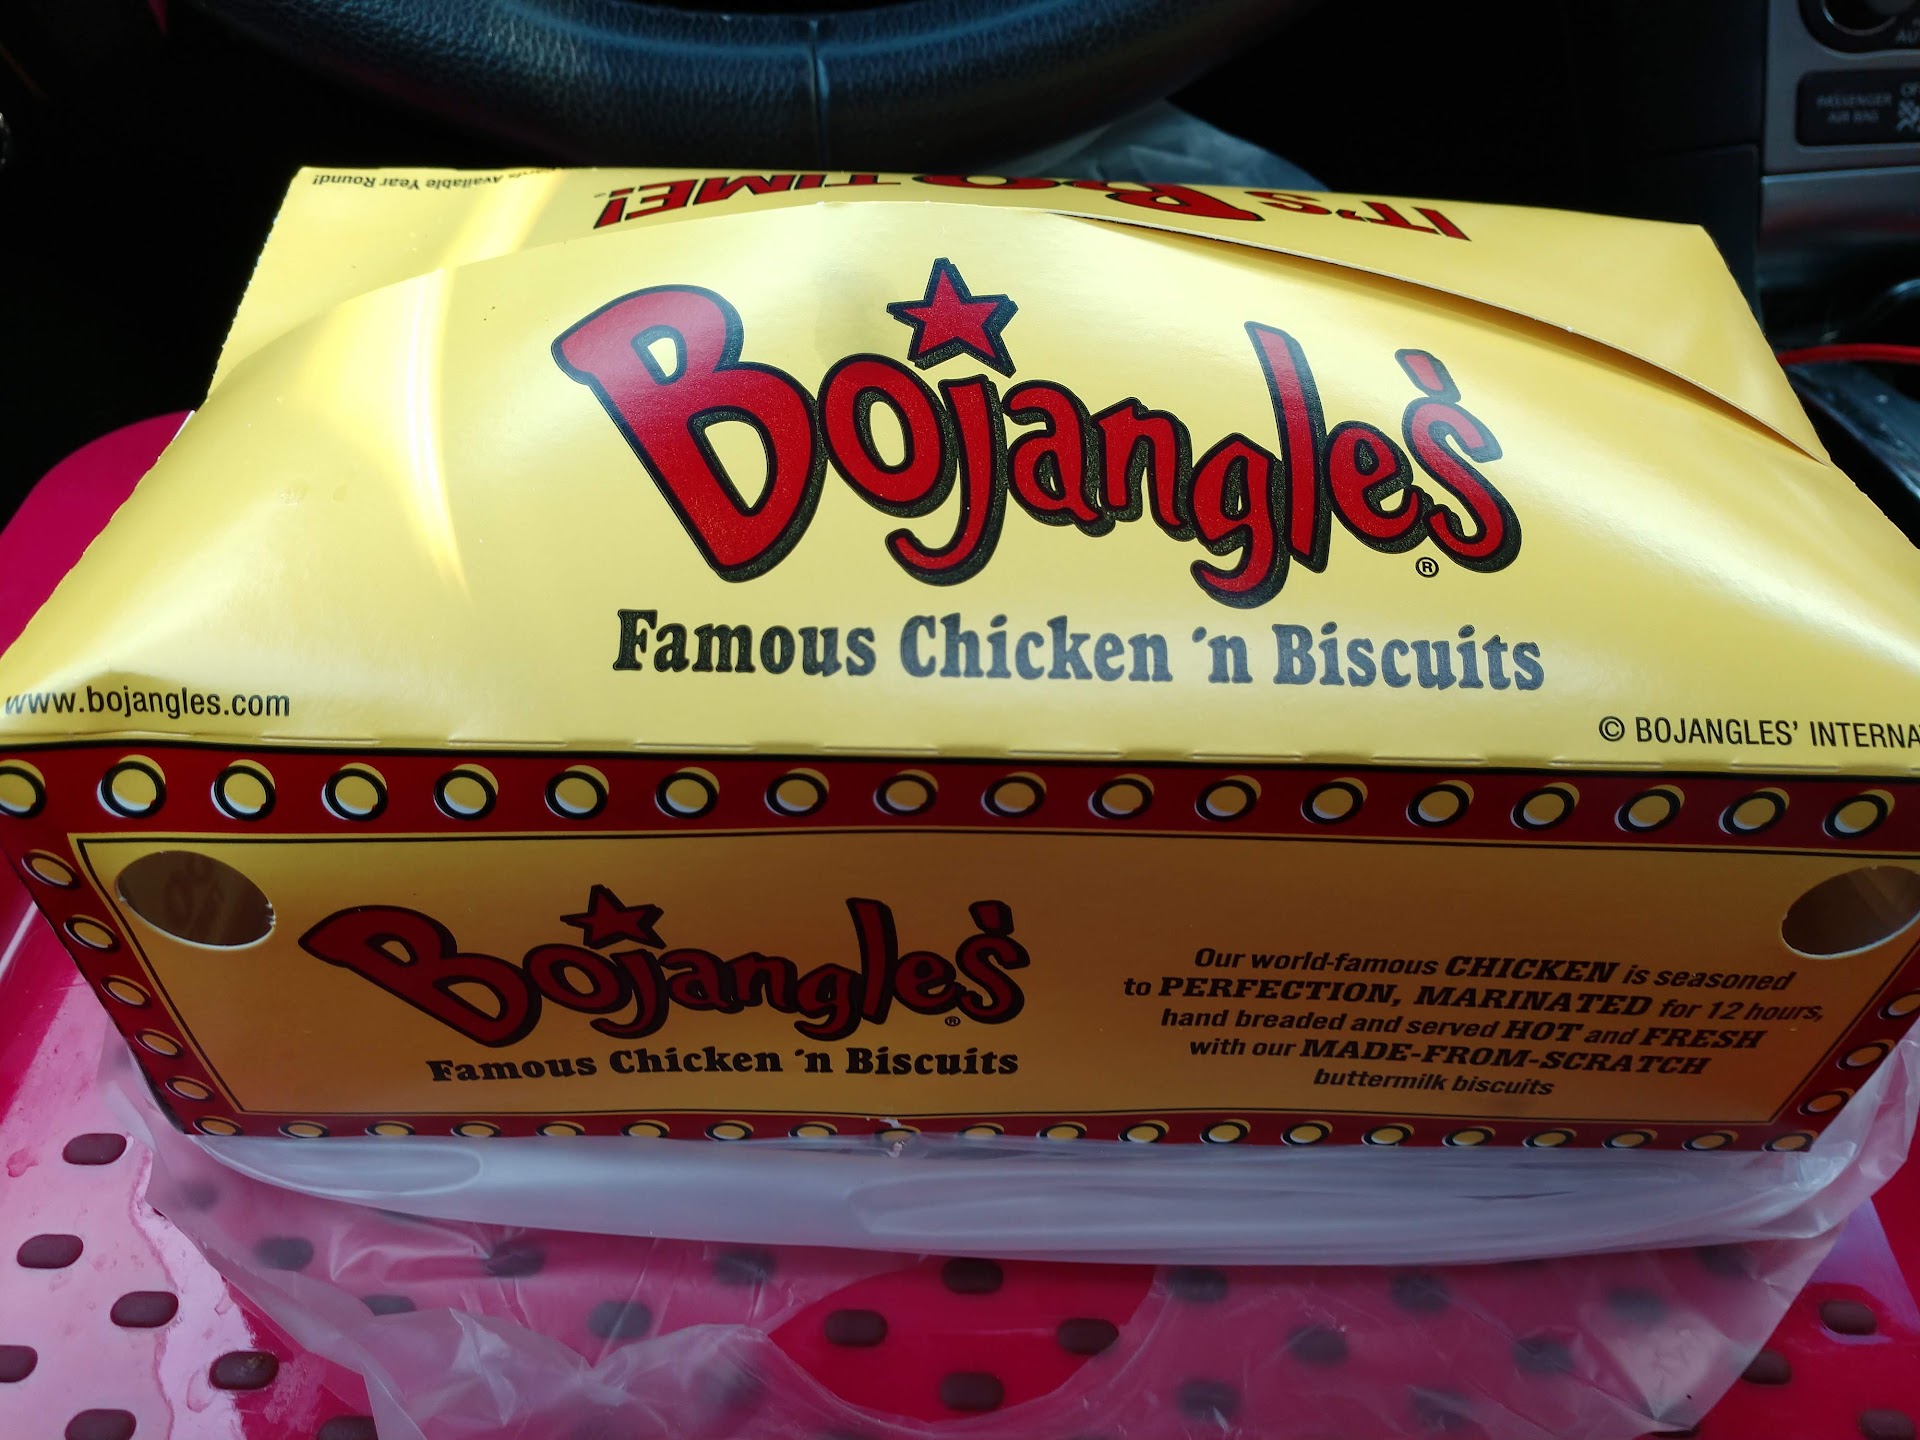 Available Year Round!
IT'S BO TIME!
Bojangles'®
Famous Chicken 'n Biscuits
www.bojangles.com
© BOJANGLES' INTERNA
Bojangles'®
Famous Chicken 'n Biscuits
Our world-famous CHICKEN is seasoned
to PERFECTION, MARINATED for 12 hours,
hand breaded and served HOT and FRESH
with our MADE-FROM-SCRATCH
buttermilk biscuits
PASSENGER
AIR BAG